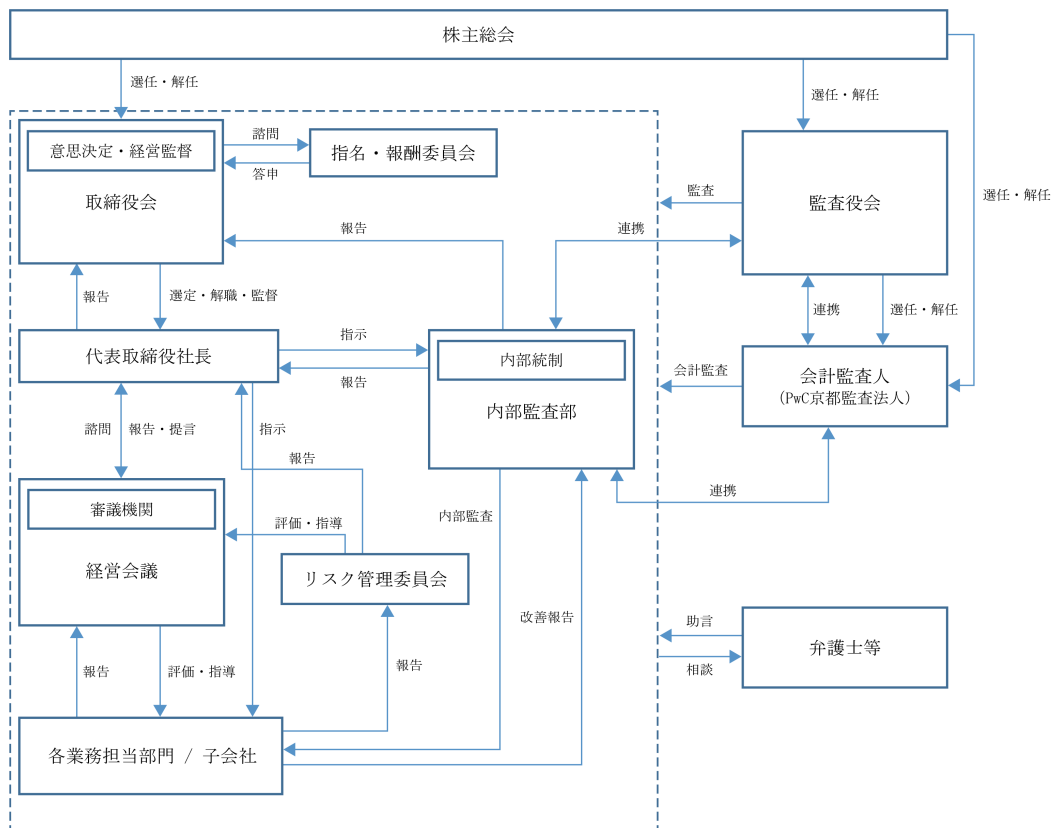 株主総会
選任・解任
選任・解任
選任・解任
意思決定・経営監督
取締役会
諮問
答申
指名・報酬委員会
監査役会
監査
報告
連携
報告
選定・解職・監督
連携
選任・解任
代表取締役社長
指示
報告
内部統制
内部監査部
会計監査
会計監査人
(PwC京都監査法人)
諮問
報告・提言
指示
報告
連携
審議機関
経営会議
評価・指導
内部監査
リスク管理委員会
改善報告
助言
相談
弁護士等
報告
評価・指導
報告
各業務担当部門 / 子会社